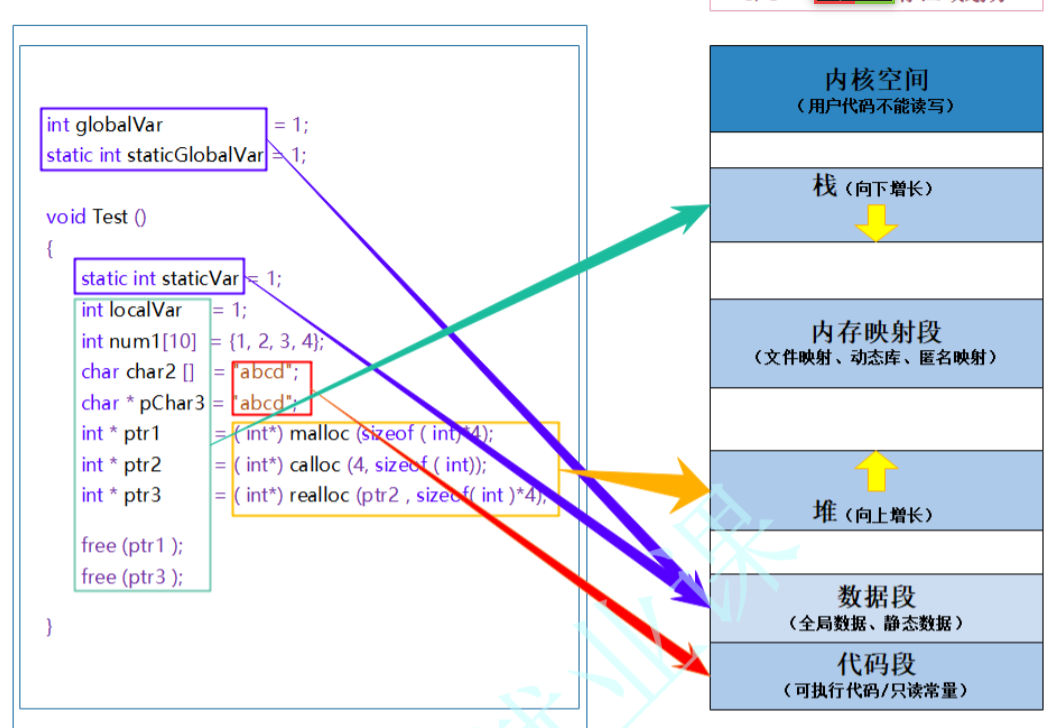 int globalVar = 1;
static int staticGlobalVar = 1;
void Test ()
{
static int staticVar = 1;
int localVar = 1;
int num1[10] = {1, 2, 3, 4};
char char2 [] = "abcd";
char * pChar3 = "abcd";
int * ptr1 = ( int*) malloc (sizeof ( int)*4);
int * ptr2 = ( int*) calloc (4, sizeof ( int));
int * ptr3 = ( int*) realloc (ptr2 , sizeof( int )*4);
free (ptr1 );
free (ptr3 );
}
内核空间
（用户代码不能读写）
栈（向下增长）
内存映射段
（文件映射、动态库、匿名映射）
堆（向上增长）
数据段
（全局数据、静态数据）
代码段
（可执行代码/只读常量）
业课